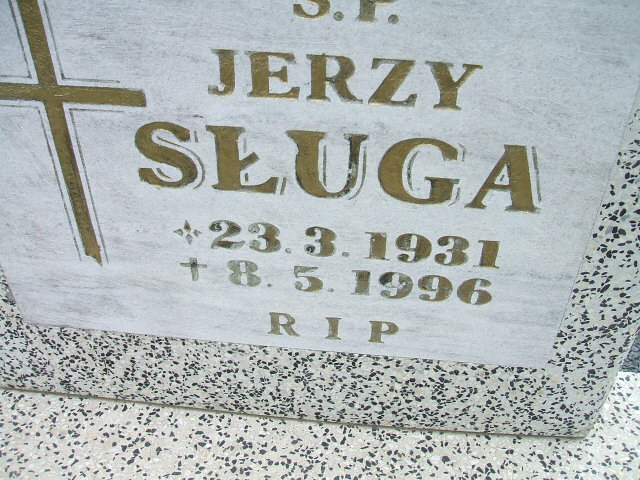 S.P.
JERZY
SŁUGA
23.3.1931
8.5.1996
RIP